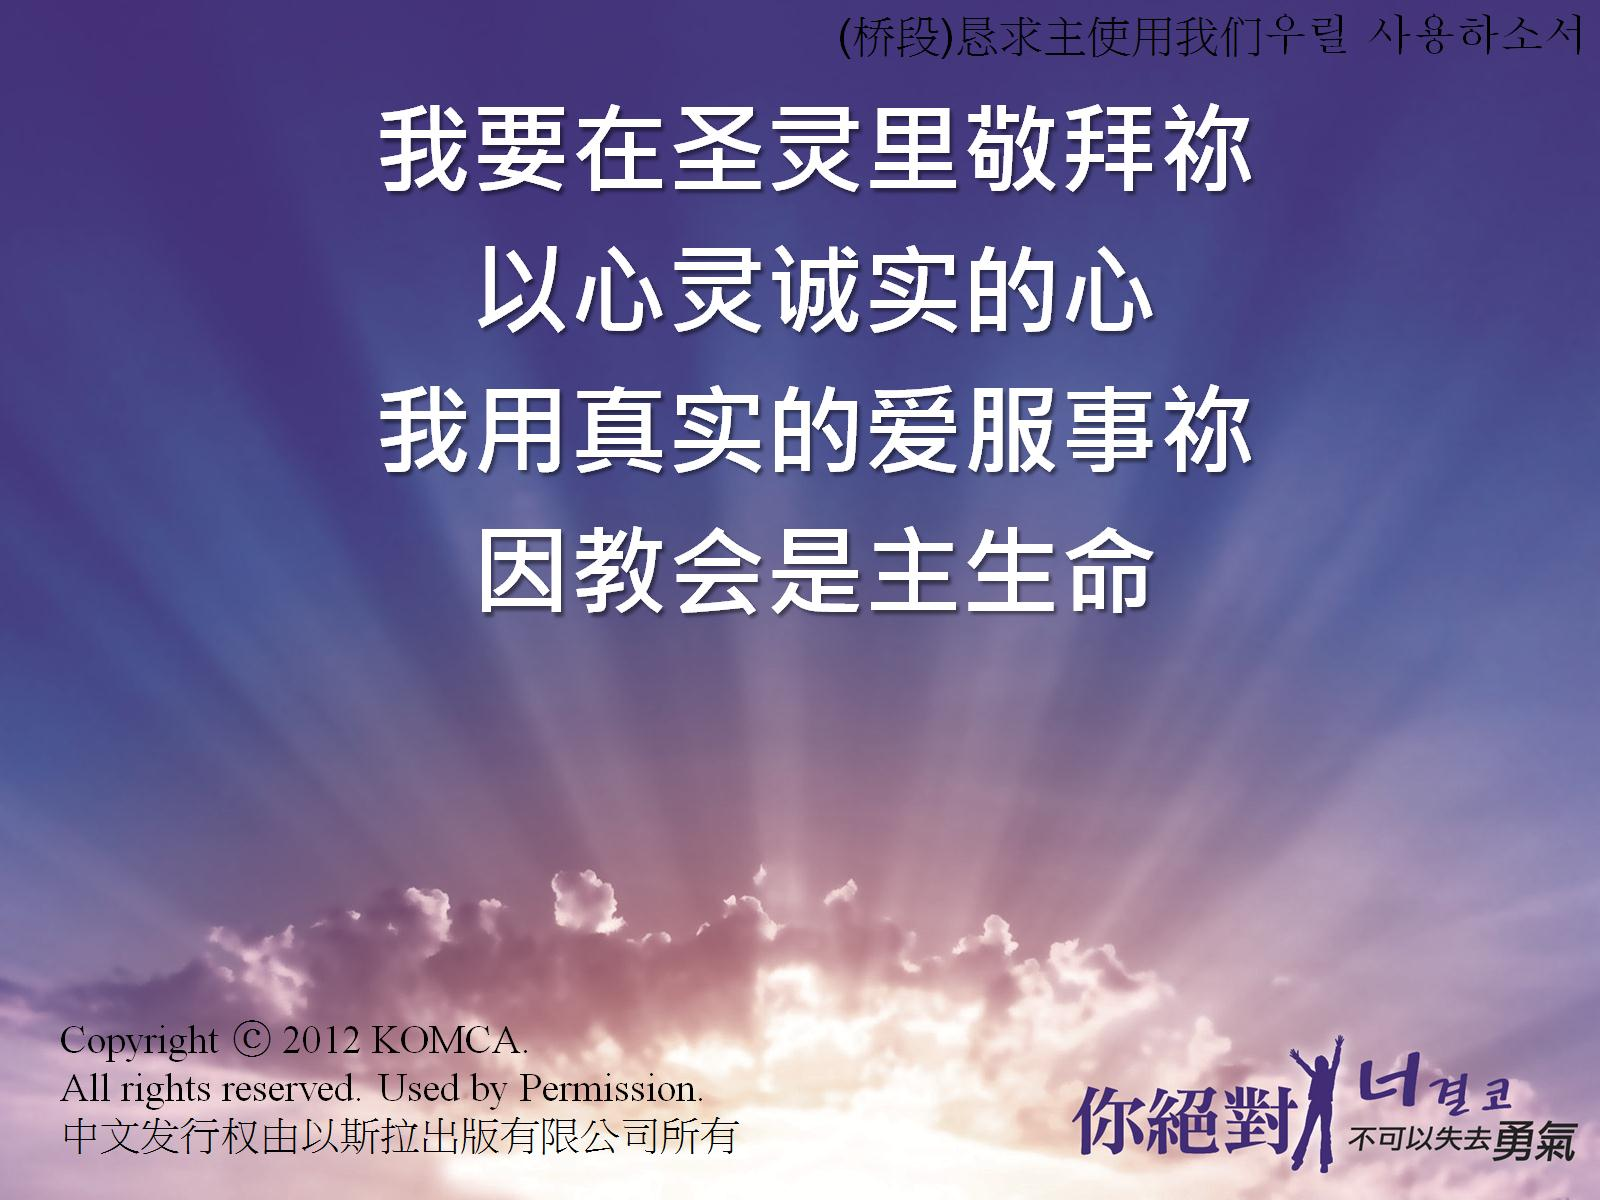 (桥段)恳求主使用我们우릴 사용하소서
我要在圣灵里敬拜祢
以心灵诚实的心
我用真实的爱服事祢
因教会是主生命
Copyright ⓒ 2012 KOMCA.
All rights reserved. Used by Permission.
中文发行权由以斯拉出版有限公司所有
你絕對 너 결코
不可以失去勇氣